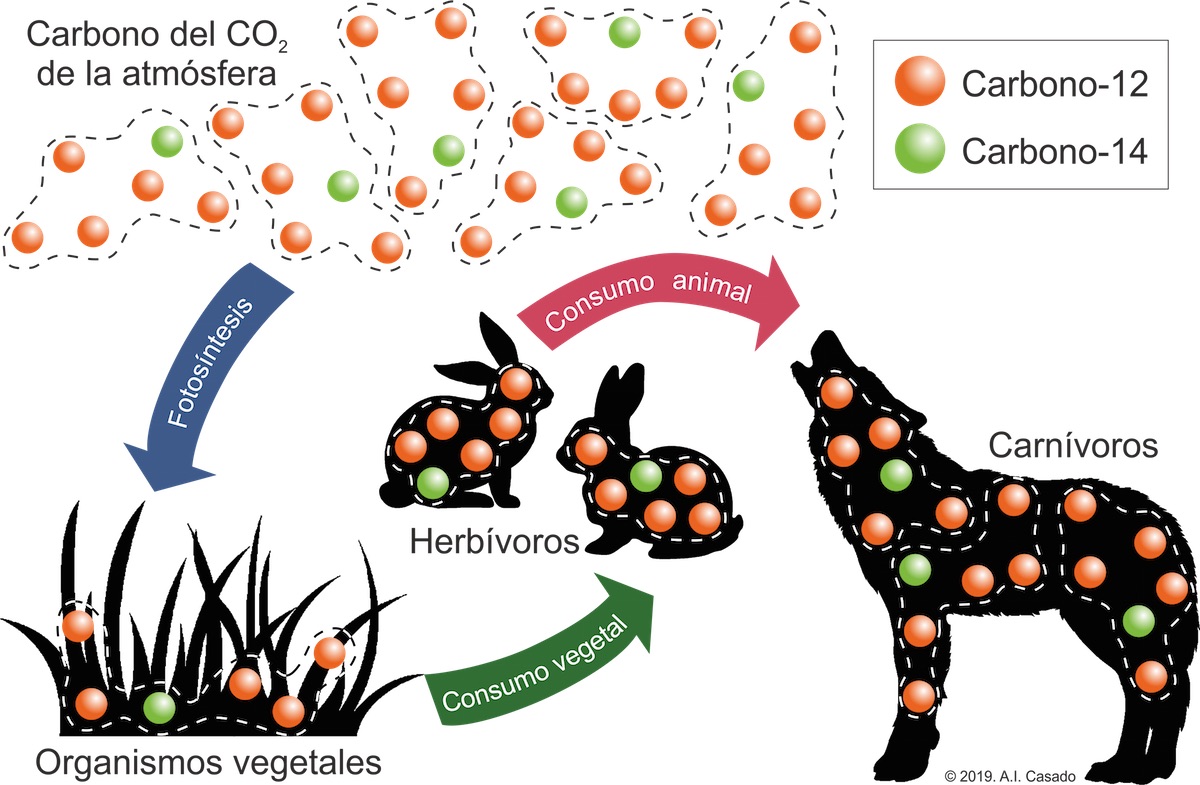 Carbono del CO₂
de la atmósfera
Carbono-12
Carbono-14
Fotosíntesis
Consumo animal
Carnívoros
Herbívoros
Consumo vegetal
Organismos vegetales
© 2019. A.I. Casado